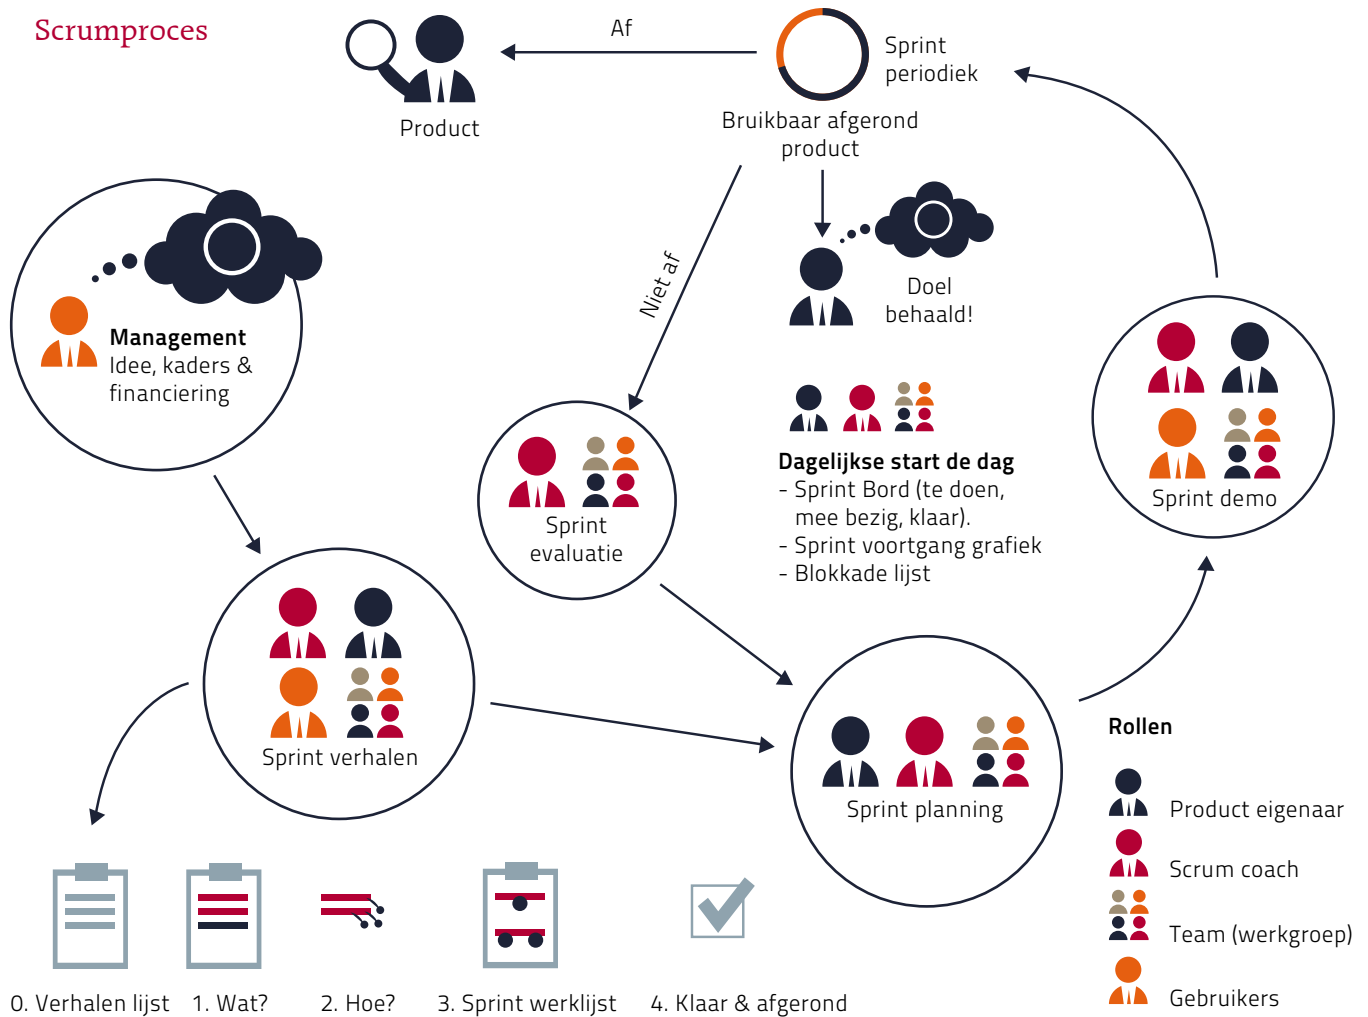 Scrumproces
Af
Sprint
periodiek
Product
Bruikbaar afgerond
product
Niet af
Doel
behaald!
Management
Idee, kaders &
financiering
Dagelijkse start de dag
- Sprint Bord (te doen,
mee bezig, klaar).
- Sprint voortgang grafiek
- Blokkade lijst
Sprint
evaluatie
Sprint demo
Sprint verhalen
Sprint planning
Rollen
Product eigenaar
Scrum coach
Team (werkgroep)
Gebruikers
0. Verhalen lijst
1. Wat?
2. Hoe?
3. Sprint werklijst
4. Klaar & afgerond